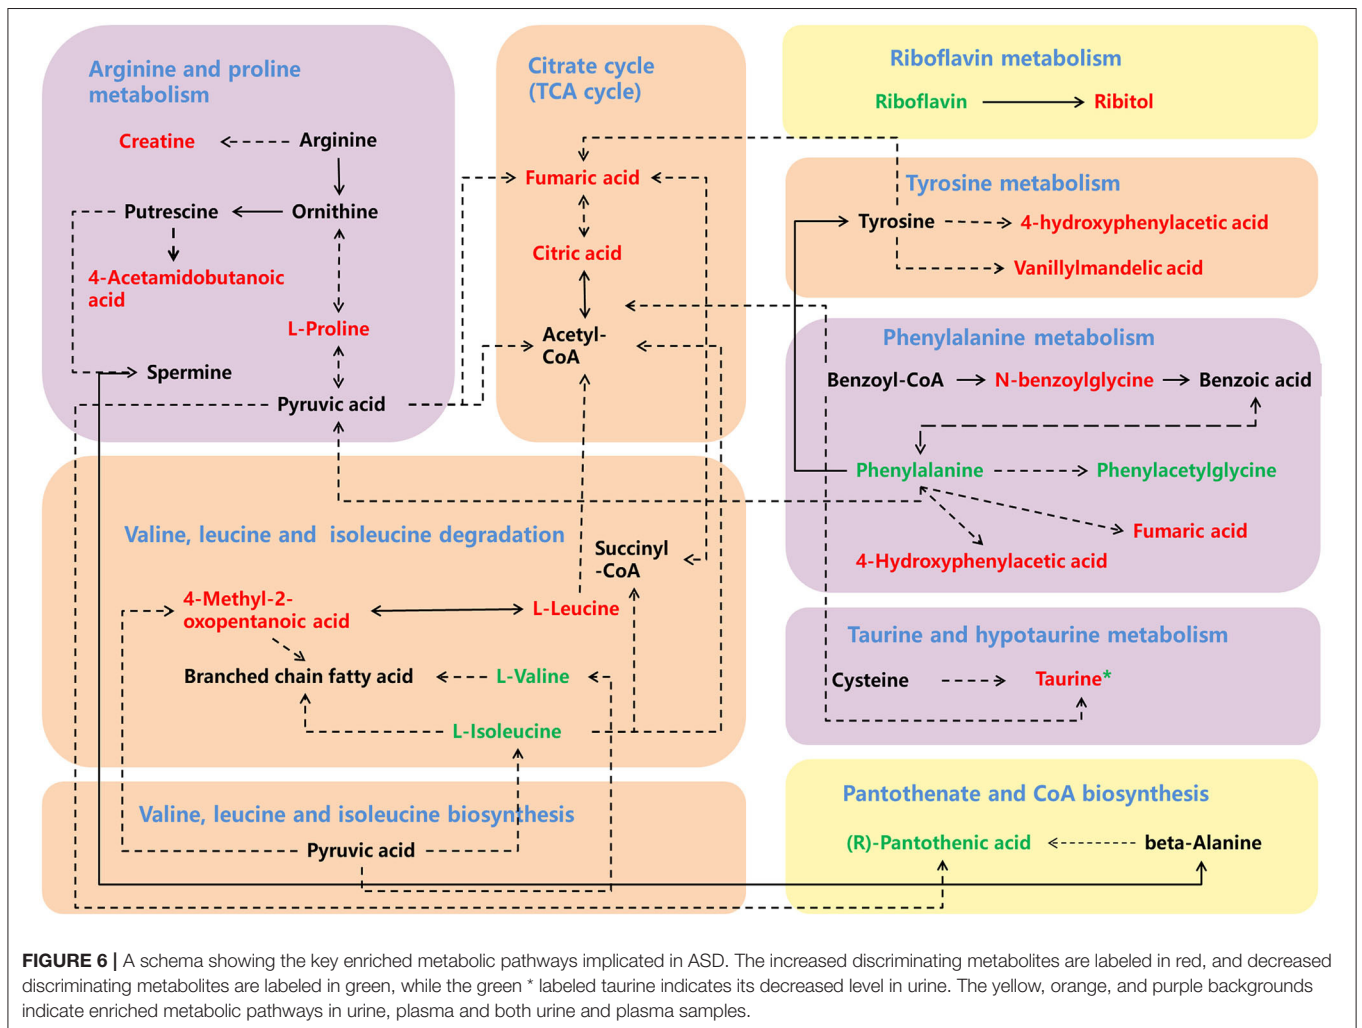 Arginine and proline
metabolism
Creatine
Arginine
Putrescine
Ornithine
4-Acetamidobutanoic
acid
L-Proline
Spermine
Pyruvic acid
Citrate cycle
(TCA cycle)
Fumaric acid
Citric acid
Acetyl-
CoA
Riboflavin metabolism
Riboflavin
Ribitol
Tyrosine metabolism
Tyrosine
4-hydroxyphenylacetic acid
Vanillylmandelic acid
Phenylalanine metabolism
Benzoyl-CoA
N-benzoylglycine
Benzoic acid
Phenylalanine
Phenylacetylglycine
Fumaric acid
4-Hydroxyphenylacetic acid
Valine, leucine and isoleucine degradation
Succinyl
-CoA
4-Methyl-2-
oxopentanoic acid
L-Leucine
Branched chain fatty acid
L-Valine
L-Isoleucine
Taurine and hypotaurine metabolism
Cysteine
Taurine*
Valine, leucine and isoleucine biosynthesis
Pyruvic acid
Pantothenate and CoA biosynthesis
(R)-Pantothenic acid
beta-Alanine
FIGURE 6 | A schema showing the key enriched metabolic pathways implicated in ASD. The increased discriminating metabolites are labeled in red, and decreased
discriminating metabolites are labeled in green, while the green * labeled taurine indicates its decreased level in urine. The yellow, orange, and purple backgrounds
indicate enriched metabolic pathways in urine, plasma and both urine and plasma samples.